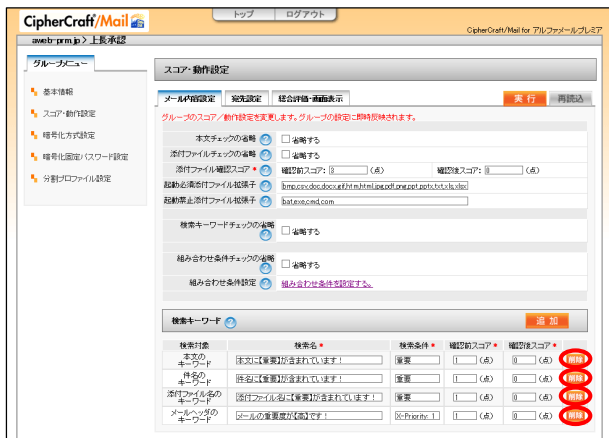 CipherCraft/Mail
トップ ログアウト
CipherCraft/Mail for アルファメールプレミア
aweb-prm.jp > 上長承認
グループメニュー
基本情報
スコア・動作設定
暗号化方式設定
暗号化固定パスワード設定
分割プロファイル設定
スコア・動作設定
メール内容設定 宛先設定 総合評価・画面表示 実行 再読込
グループのスコア/動作設定を変更します。グループの設定に即時反映されます。
本文チェックの省略 ? 省略する
添付ファイルチェックの省略 ? 省略する
添付ファイル確認スコア * ? 確認前スコア: 3 (点) 確認後スコア: 0 (点)
起動必須添付ファイル拡張子 ? bmp,csv,doc,docx,gif,htm,html,jpg,pdf,png,ppt,pptx,txt,xls,xlsx
起動禁止添付ファイル拡張子 ? bat,exe,cmd,com
検索キーワードチェックの省略 ? 省略する
組み合わせ条件チェックの省略 ? 省略する
組み合わせ条件設定 ? 組み合わせ条件を設定する。
検索キーワード ? 追加
検索対象 検索名 * 検索条件 * 確認前スコア * 確認後スコア *
本文のキーワード 本文に【重要】が含まれています! 重要 1 (点) 0 (点) 削除
件名のキーワード 件名に【重要】が含まれています! 重要 1 (点) 0 (点) 削除
添付ファイル名のキーワード 添付ファイル名に【重要】が含まれています! 重要 1 (点) 0 (点) 削除
メールヘッダのキーワード メールの重要度が【高】です! X-Priority: 1 1 (点) 0 (点) 削除